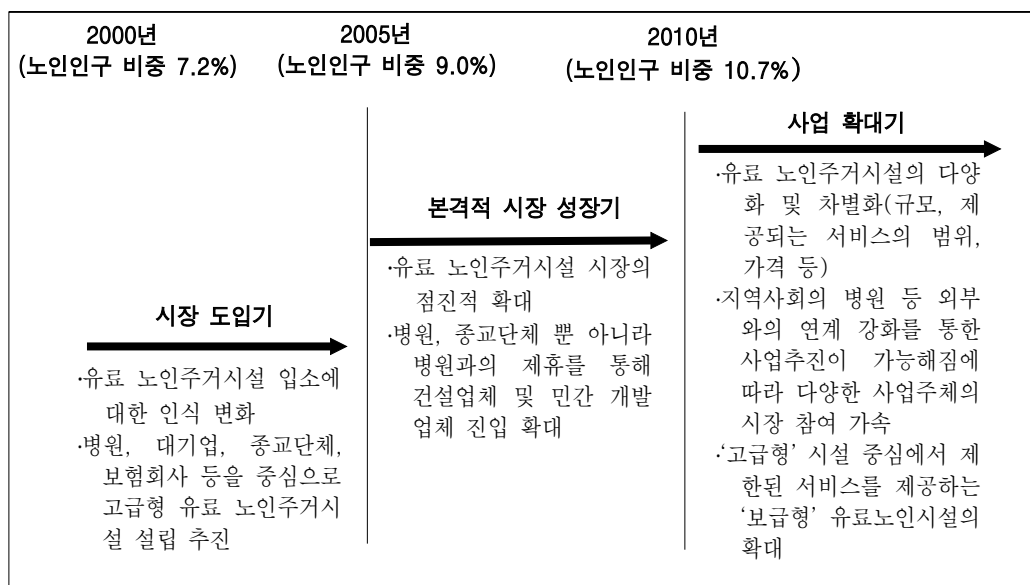 2000년
(노인인구 비중 7.2%)
2005년
(노인인구 비중 9.0%)
2010년
(노인인구 비중 10.7%)
시장 도입기
·유료 노인주거시설 입소에
대한 인식 변화
·병원, 대기업, 종교단체,
보험회사 등을 중심으로
고급형 유료 노인주거시
설 설립 추진
본격적 시장 성장기
·유료 노인주거시설 시장의
점진적 확대
·병원, 종교단체 뿐 아니라
병원과의 제휴를 통해
건설업체 및 민간 개발
업체 진입 확대
사업 확대기
·유료 노인주거시설의 다양
화 및 차별화(규모, 제
공되는 서비스의 범위,
가격 등)
·지역사회의 병원 등 외부
와의 연계 강화를 통한
사업추진이 가능해짐에
따라 다양한 사업주체의
시장 참여 가속
·‘고급형’ 시설 중심에서 제
한된 서비스를 제공하는
‘보급형’ 유료노인시설의
확대